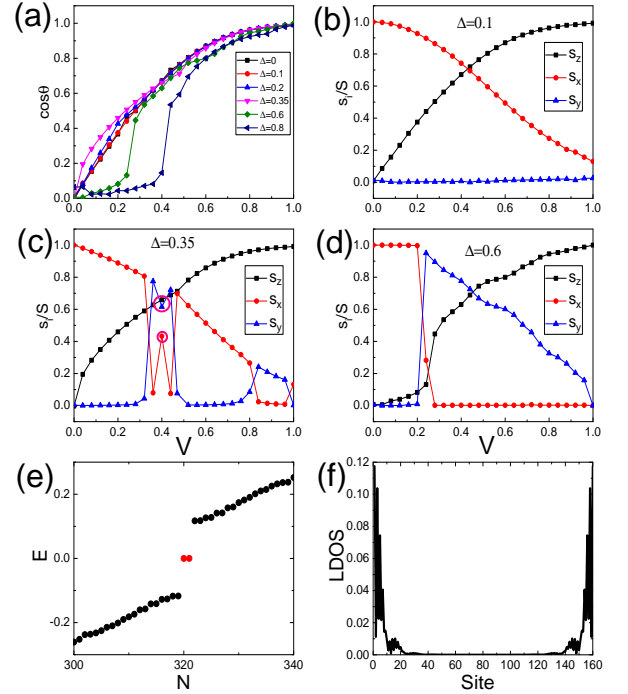 (a)
cosθ
1.0
0.8
0.6
0.4
0.2
0.0
0.0 0.2 0.4 0.6 0.8 1.0
Δ=0
Δ=0.1
Δ=0.2
Δ=0.35
Δ=0.6
Δ=0.8
(b)
Δ=0.1
s_i/S
1.0
0.8
0.6
0.4
0.2
0.0
0.0 0.2 0.4 0.6 0.8 1.0
S_z
S_x
S_y
(c)
Δ=0.35
s_i/S
1.0
0.8
0.6
0.4
0.2
0.0
0.0 0.2 0.4 0.6 0.8 1.0
V
S_z
S_x
S_y
(d)
Δ=0.6
s_i/S
1.0
0.8
0.6
0.4
0.2
0.0
0.0 0.2 0.4 0.6 0.8 1.0
V
S_z
S_x
S_y
(e)
E
0.2
0.0
-0.2
300 320 340
N
(f)
LDOS
0.12
0.10
0.08
0.06
0.04
0.02
0.00
0 13 26 40 60 80 100 120 134 147 160
Site